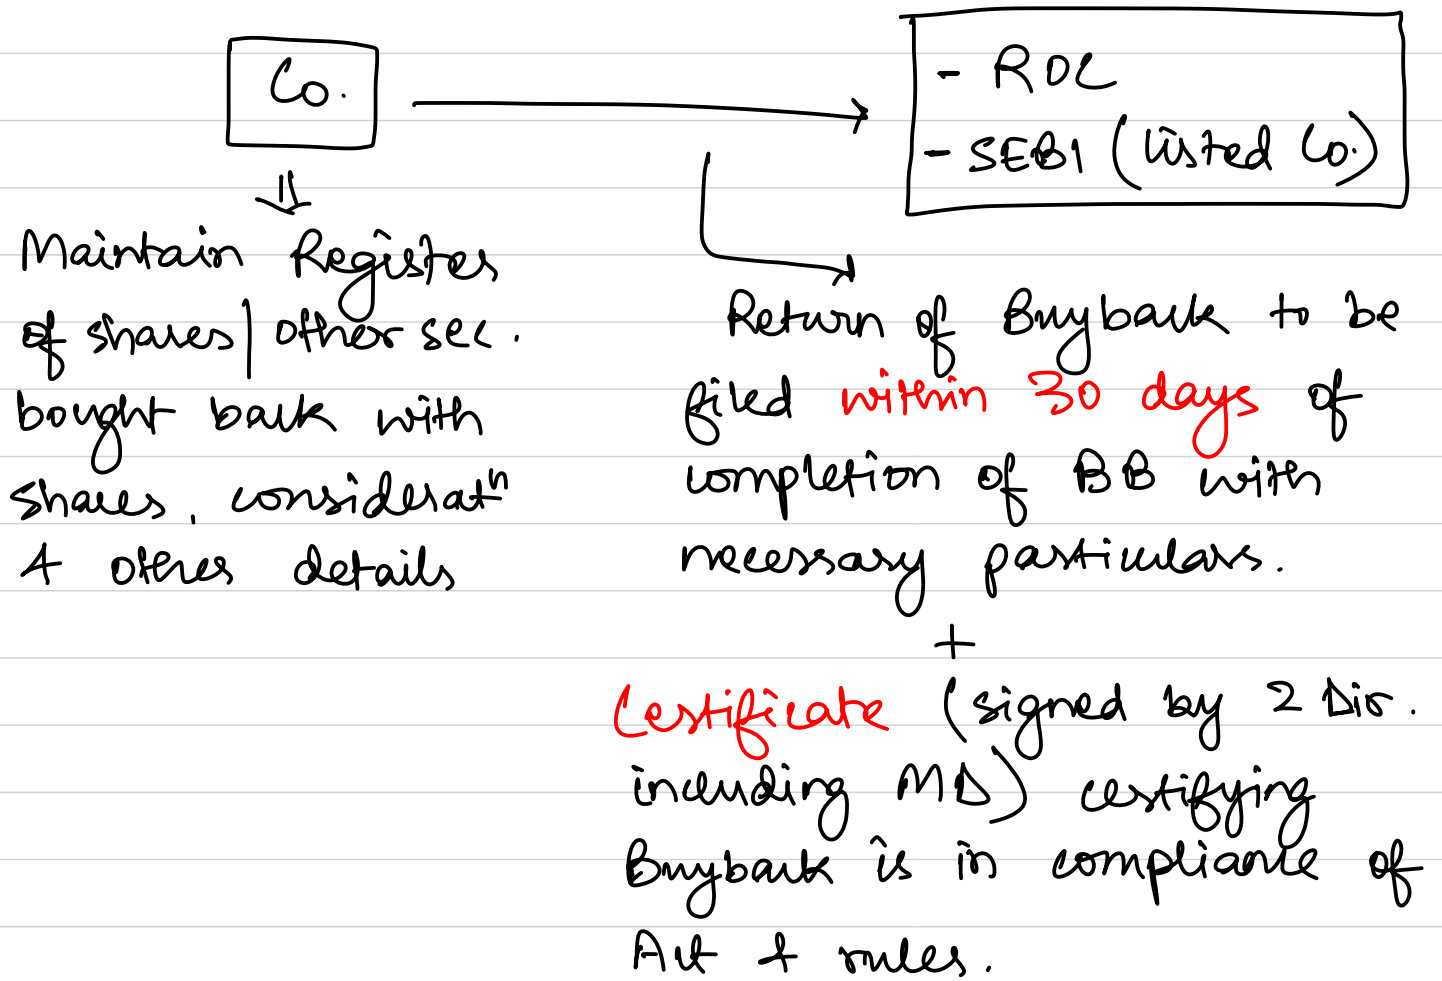 Co.
- ROC
- SEBI (listed Co.)
Maintain Register
of shares/other sec.
bought back with
shares, consideratn
& other details
Return of Buyback to be
filed within 30 days of
completion of BB with
necessary particulars.
+
Certificate (signed by 2 Dir.
including MD) certifying
Buyback is in compliance of
Act & rules.